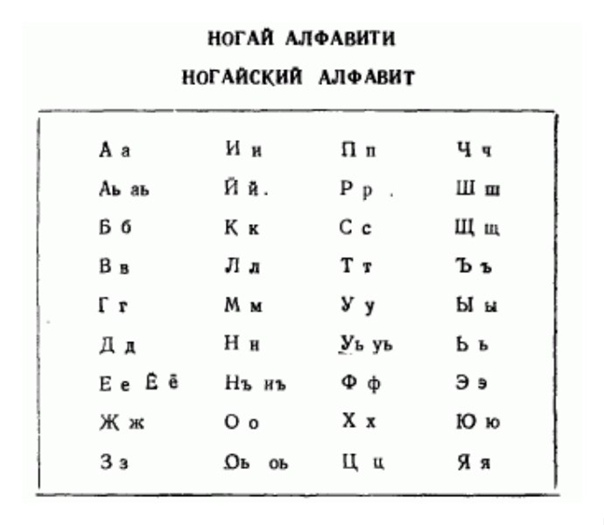 НОГАЙ АЛФАВИТИ
НОГАЙСКИЙ АЛФАВИТ
А а И и П п Ч ч
Аь аь Й й. Р р . Ш ш
Б б К к С с Щ щ
В в Л л Т т Ъ ъ
Г г М м У у Ы ы
Д д Н н Уь уь Ь ь
Е е Ё ё Нъ нъ Ф ф Э э
Ж ж О о Х х Ю ю
З з Оь оь Ц ц Я я